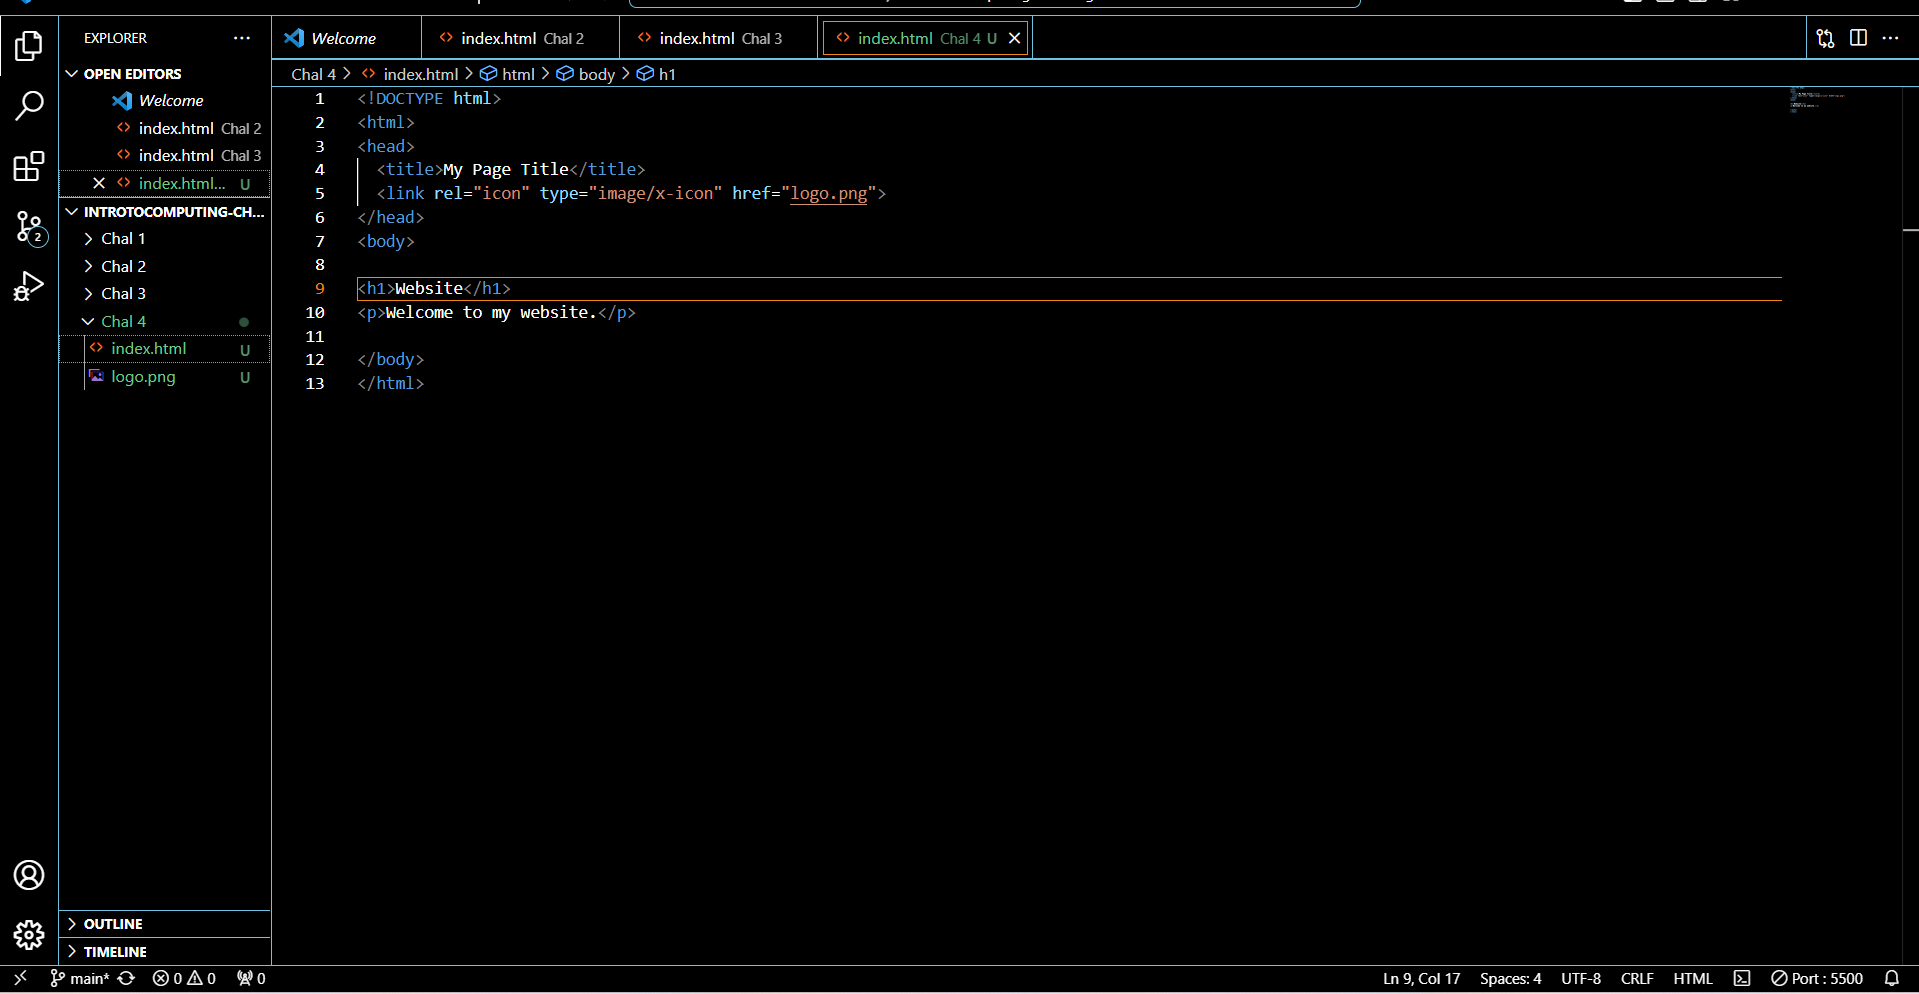 EXPLORER
OPEN EDITORS
Welcome
index.html Chal 2
index.html Chal 3
index.html... U
INTROTOCOMPUTING-CH...
Chal 1
Chal 2
Chal 3
Chal 4
index.html U
logo.png U
OUTLINE
TIMELINE
Welcome
index.html Chal 2
index.html Chal 3
index.html Chal 4 U
Chal 4 > index.html > html > body > h1
1 <!DOCTYPE html>
2 <html>
3 <head>
4 <title>My Page Title</title>
5 <link rel="icon" type="image/x-icon" href="logo.png">
6 </head>
7 <body>
8
9 <h1>Website</h1>
10 <p>Welcome to my website.</p>
11
12 </body>
13 </html>
2
main* 0 0 0
Ln 9, Col 17 Spaces: 4 UTF-8 CRLF HTML Port : 5500